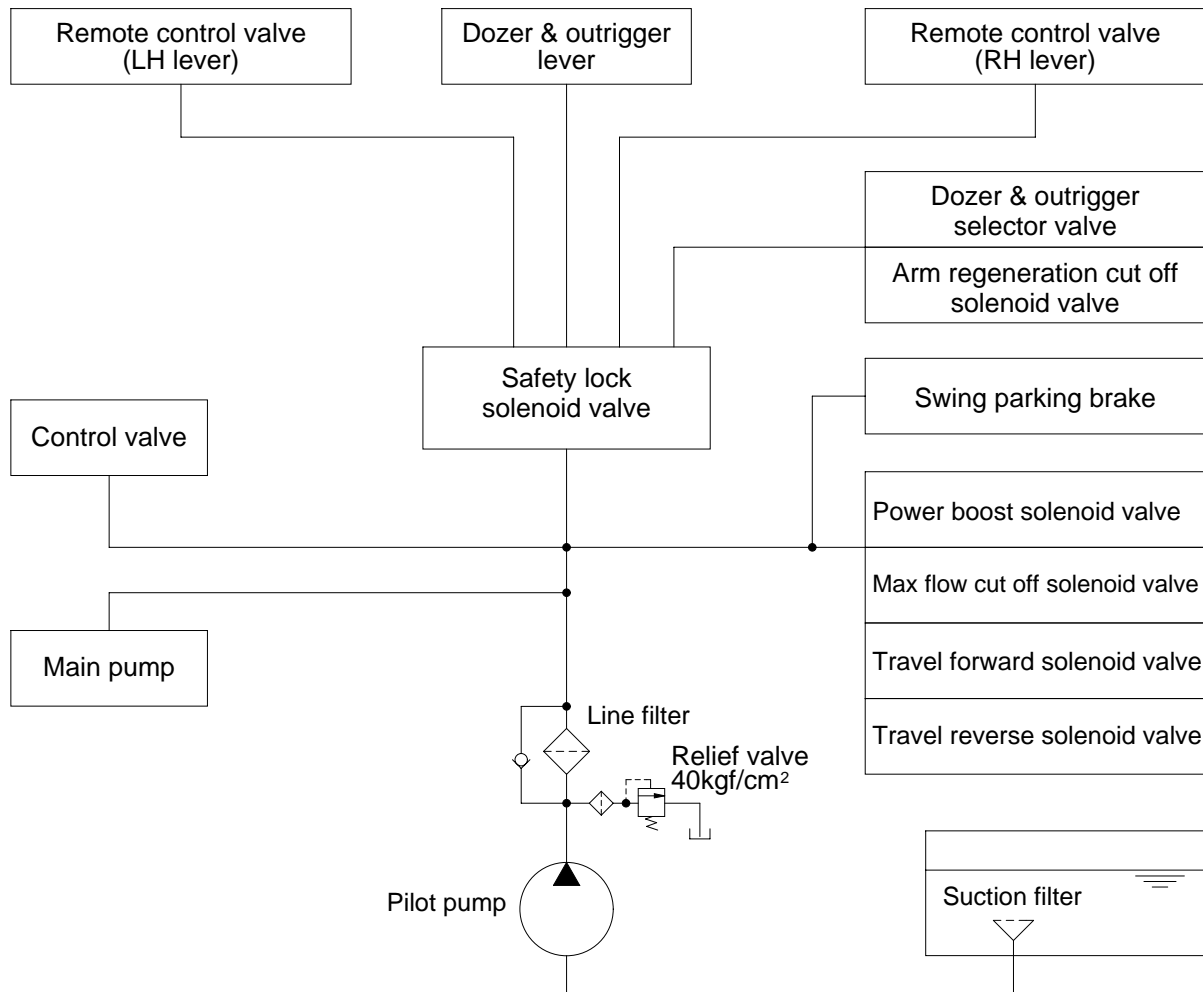 Remote control valve
(LH lever)
Dozer & outrigger
lever
Remote control valve
(RH lever)
Dozer & outrigger
selector valve
Arm regeneration cut off
solenoid valve
Safety lock
solenoid valve
Swing parking brake
Control valve
Power boost solenoid valve
Max flow cut off solenoid valve
Main pump
Travel forward solenoid valve
Line filter
Travel reverse solenoid valve
Relief valve
40kgf/cm²
Pilot pump
Suction filter